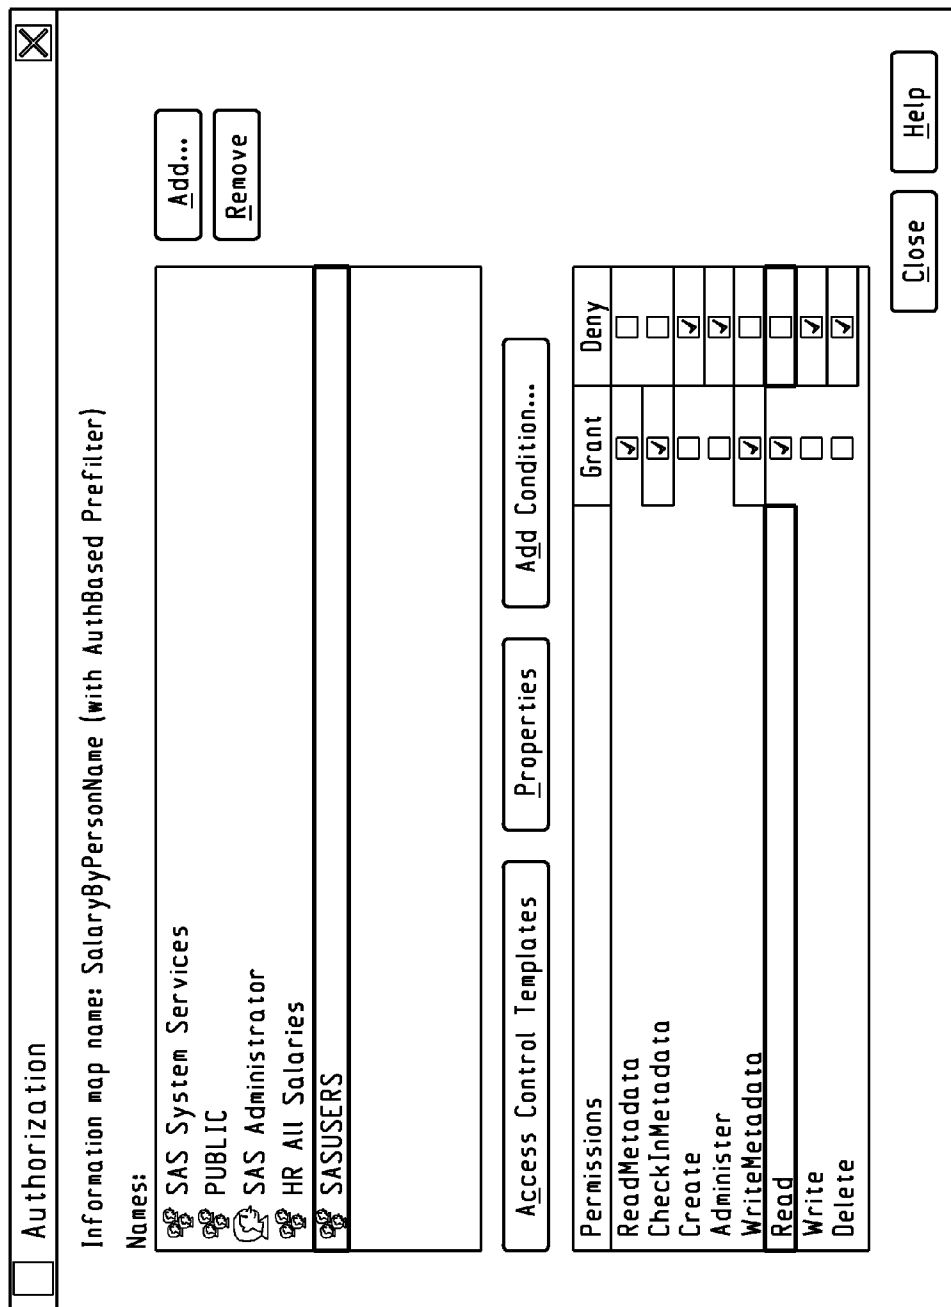 Authorization
Information map name: SalaryByPersonName (with AuthBased Prefilter)
Names:
SAS System Services
PUBLIC
SAS Administrator
HR All Salaries
SASUSERS
Add...
Remove
Access Control Templates
Properties
Add Condition...
Permissions Grant Deny
ReadMetadata
CheckInMetadata
Create
Administer
WriteMetadata
Read
Write
Delete
Close Help